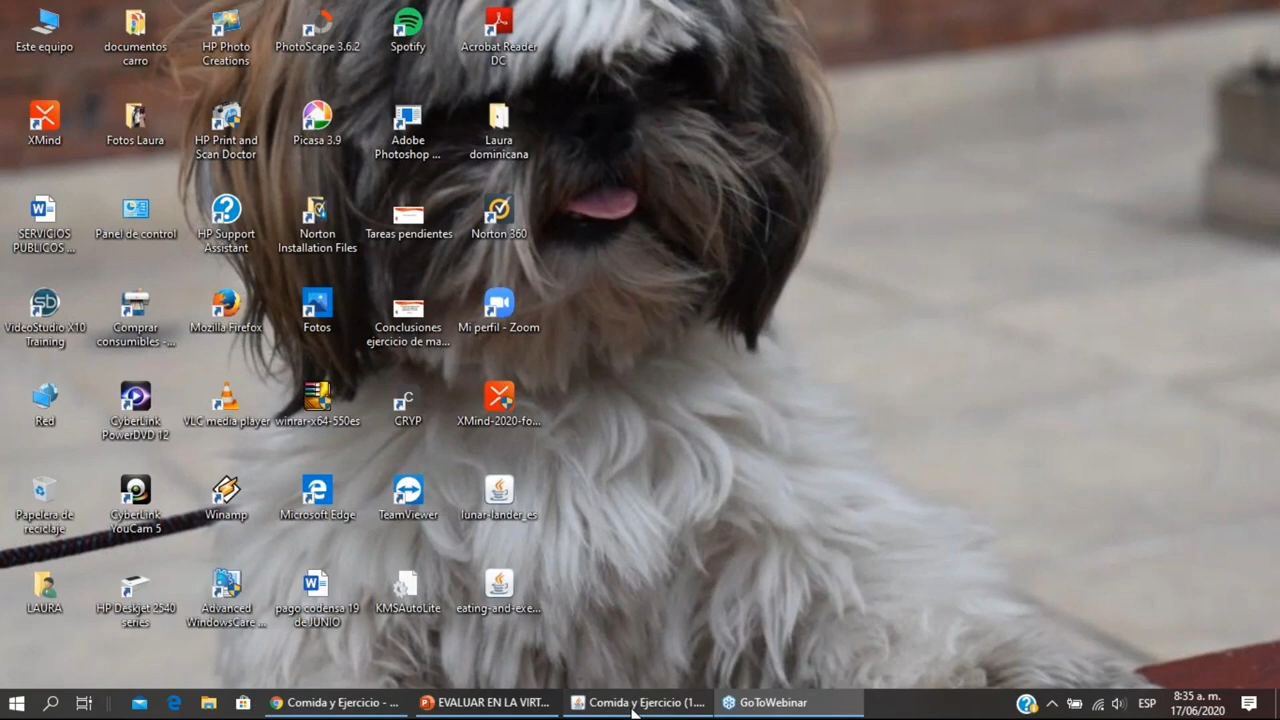 Este equipo
documentos
carro
HP Photo
Creations
PhotoScape 3.6.2
Spotify
Acrobat Reader
DC
XMind
Fotos Laura
HP Print and
Scan Doctor
Picasa 3.9
Adobe
Photoshop ...
Laura
dominicana
SERVICIOS
PUBLICOS ...
Panel de control
HP Support
Assistant
Norton
Installation Files
Tareas pendientes
Norton 360
VideoStudio X10
Training
Comprar
consumibles -...
Mozilla Firefox
Fotos
Conclusiones
ejercicio de ma...
Mi perfil - Zoom
Red
CyberLink
PowerDVD 12
VLC media player
winrar-x64-550es
CRYP
XMind-2020-fo...
Papelera de
reciclaje
CyberLink
YouCam 5
Winamp
Microsoft Edge
TeamViewer
lunar-lander_es
LAURA
HP Deskjet 2540
series
Advanced
WindowsCare ...
pago codensa 19
de JUNIO
KMSAutoLite
eating-and-exe...
Comida y Ejercicio - ...
EVALUAR EN LA VIRT...
Comida y Ejercicio (1....
GoToWebinar
ESP
8:35 a. m.
17/06/2020